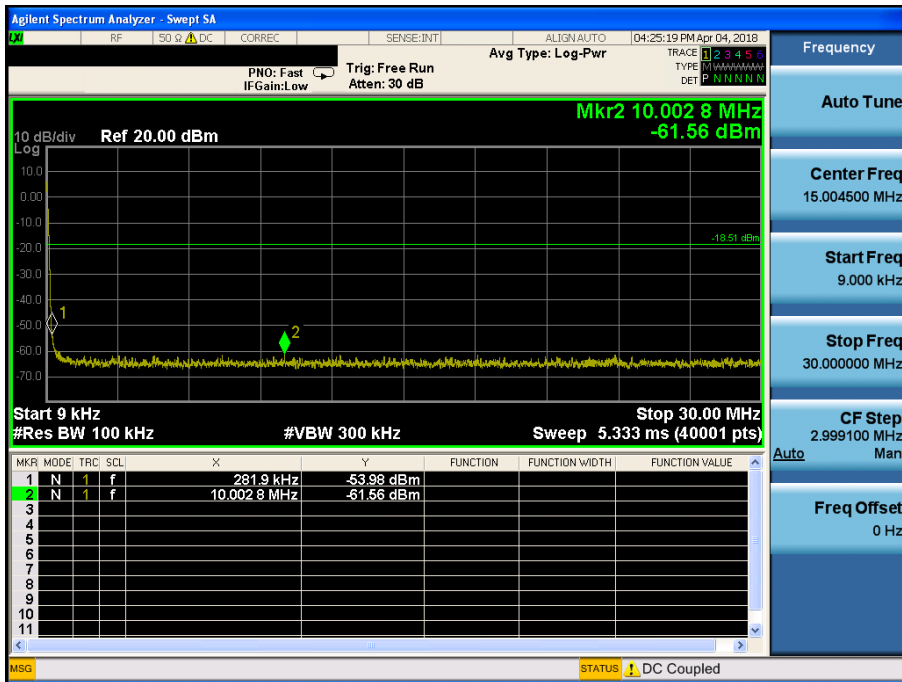 Agilent Spectrum Analyzer - Swept SA
LXI RF 50 Ω DC CORREC SENSE:INT ALIGN AUTO 04:25:19 PM Apr 04, 2018
Avg Type: Log-Pwr
TRACE 1 2 3 4 5 6
TYPE M W W W W W
DET P N N N N N
PNO: Fast
IFGain:Low
Trig: Free Run
Atten: 30 dB
Frequency
Mkr2 10.002 8 MHz
-61.56 dBm
10 dB/div
Log
Ref 20.00 dBm
10.0
0.00
-10.0
-20.0
-30.0
-40.0
-50.0
-60.0
-70.0
-18.51 dBm
1
2
Start 9 kHz
Stop 30.00 MHz
#Res BW 100 kHz
#VBW 300 kHz
Sweep 5.333 ms (40001 pts)
MKR MODE TRC SCL X Y FUNCTION FUNCTION WIDTH FUNCTION VALUE
1 N 1 f 281.9 kHz -53.98 dBm
2 N 1 f 10.002 8 MHz -61.56 dBm
3
4
5
6
7
8
9
10
11
Auto Tune
Center Freq
15.004500 MHz
Start Freq
9.000 kHz
Stop Freq
30.000000 MHz
CF Step
2.999100 MHz
Auto Man
Freq Offset
0 Hz
MSG
STATUS
DC Coupled